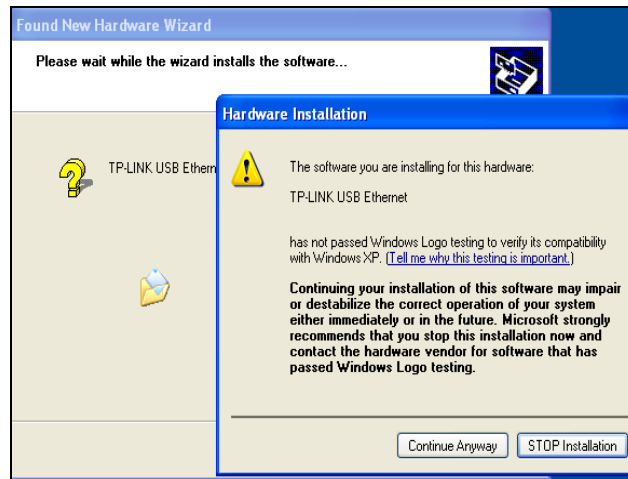 Found New Hardware Wizard
Please wait while the wizard installs the software...
Hardware Installation
TP-LINK USB Ethern
The software you are installing for this hardware:
TP-LINK USB Ethernet
has not passed Windows Logo testing to verify its compatibility
with Windows XP. (Tell me why this testing is important.)
Continuing your installation of this software may impair
or destabilize the correct operation of your system
either immediately or in the future. Microsoft strongly
recommends that you stop this installation now and
contact the hardware vendor for software that has
passed Windows Logo testing.
Continue Anyway
STOP Installation